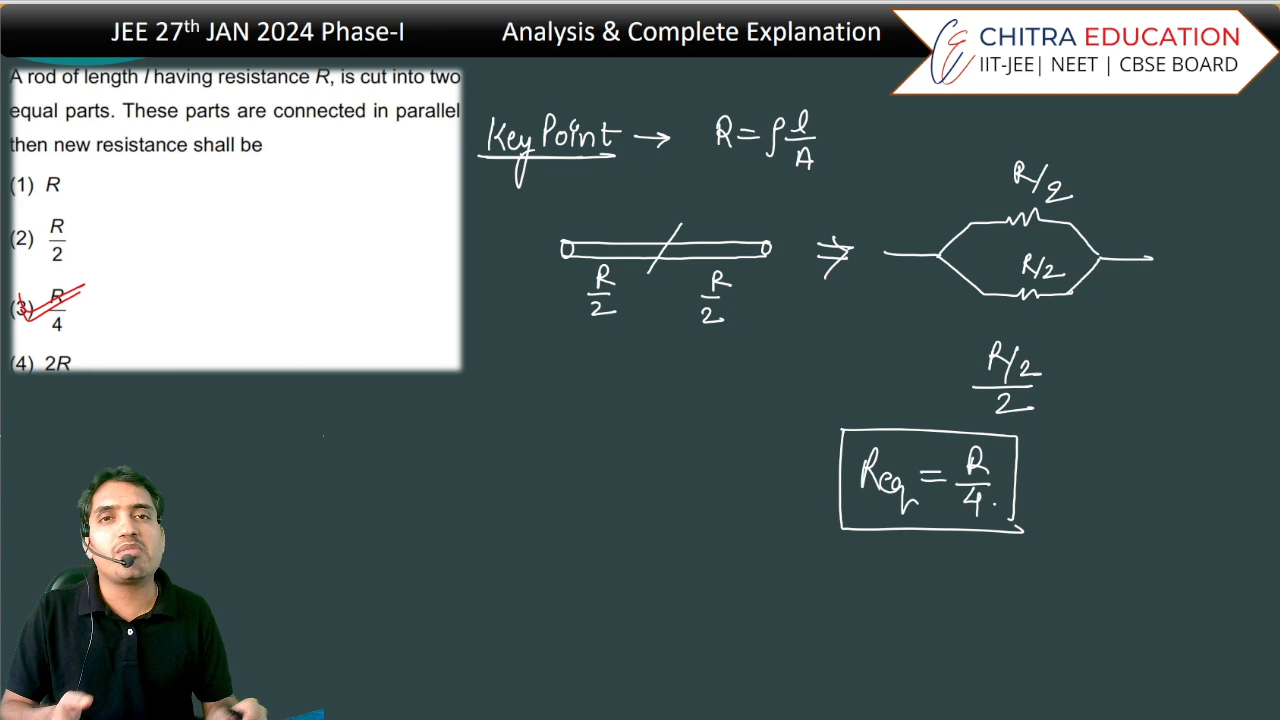 JEE 27th JAN 2024 Phase-I
Analysis & Complete Explanation
CHITRA EDUCATION
IIT-JEE| NEET | CBSE BOARD
A rod of length l having resistance R, is cut into two
equal parts. These parts are connected in parallel
then new resistance shall be
(1) R
(2) R/2
(3) R/4
(4) 2R
Key Point → R = ρ l/A
R/2 R/2
⇒
R/2
R/2
R/2/2
Req = R/4.